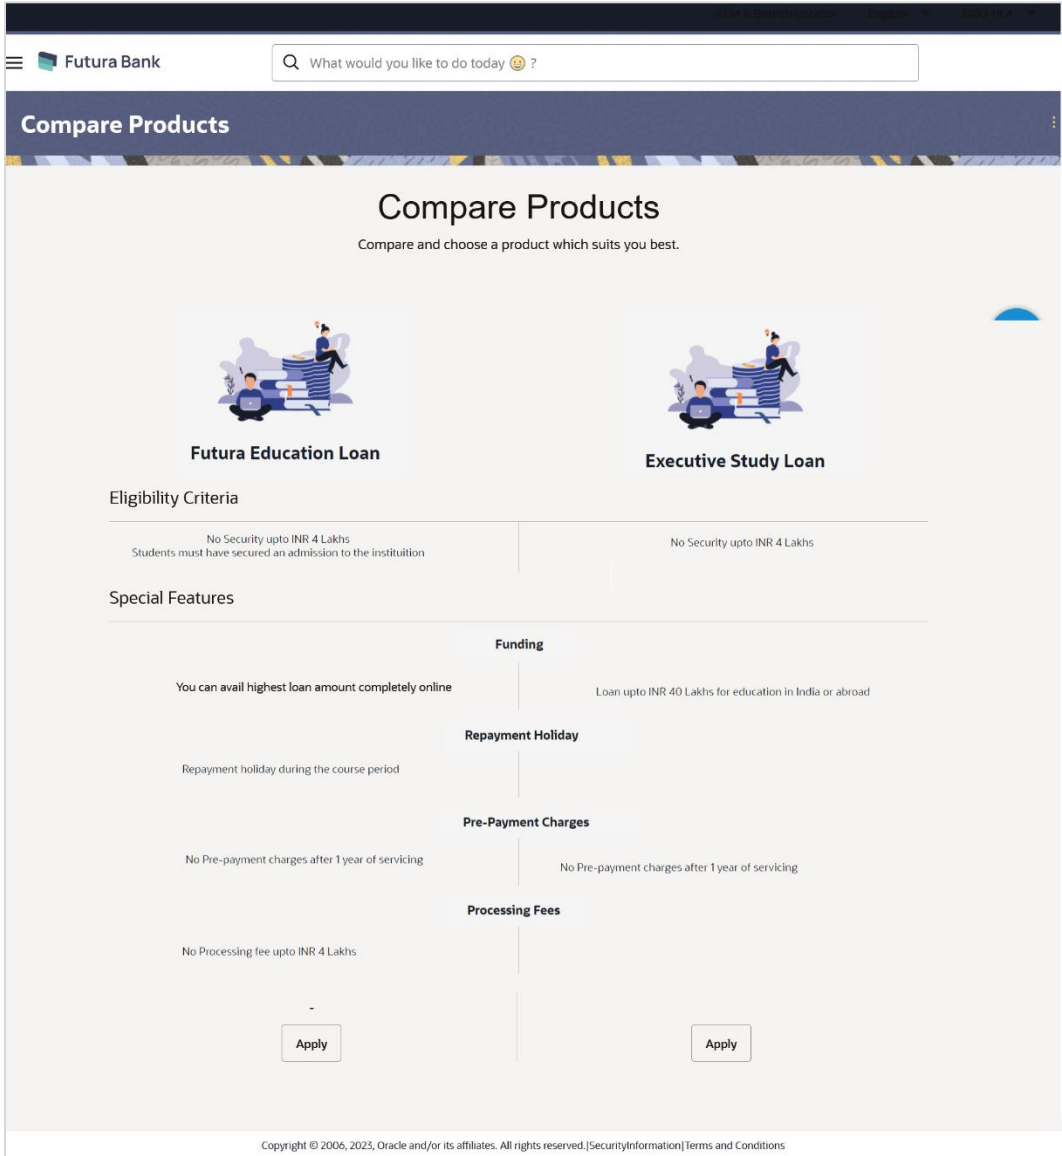 ATM & Branch Locator English
Futura Bank
What would you like to do today 😀 ?
Compare Products
Compare Products
Compare and choose a product which suits you best.
Futura Education Loan
Executive Study Loan
Eligibility Criteria
No Security upto INR 4 Lakhs
Students must have secured an admission to the instituition
No Security upto INR 4 Lakhs
Special Features
Funding
You can avail highest loan amount completely online
Loan upto INR 40 Lakhs for education in India or abroad
Repayment Holiday
Repayment holiday during the course period
Pre-Payment Charges
No Pre-payment charges after 1 year of servicing
No Pre-payment charges after 1 year of servicing
Processing Fees
No Processing fee upto INR 4 Lakhs
-
Apply
Apply
Copyright © 2006, 2023, Oracle and/or its affiliates. All rights reserved.|SecurityInformation|Terms and Conditions